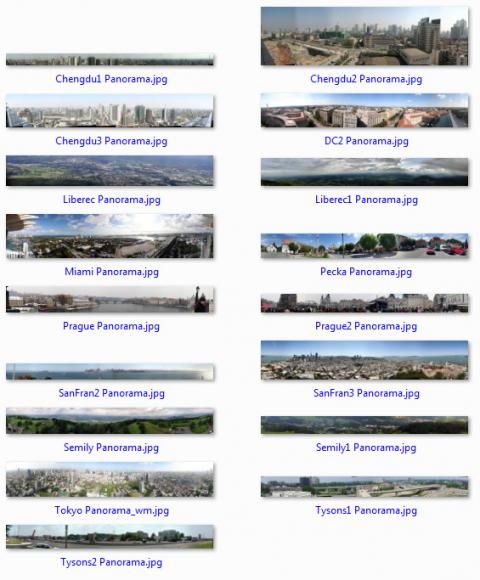 Chengdu1 Panorama.jpg
Chengdu2 Panorama.jpg
Chengdu3 Panorama.jpg
DC2 Panorama.jpg
Liberec Panorama.jpg
Liberec1 Panorama.jpg
Miami Panorama.jpg
Pecka Panorama.jpg
Prague Panorama.jpg
Prague2 Panorama.jpg
SanFran2 Panorama.jpg
SanFran3 Panorama.jpg
Semily Panorama.jpg
Semily1 Panorama.jpg
Tokyo Panorama_wm.jpg
Tysons1 Panorama.jpg
Tysons2 Panorama.jpg